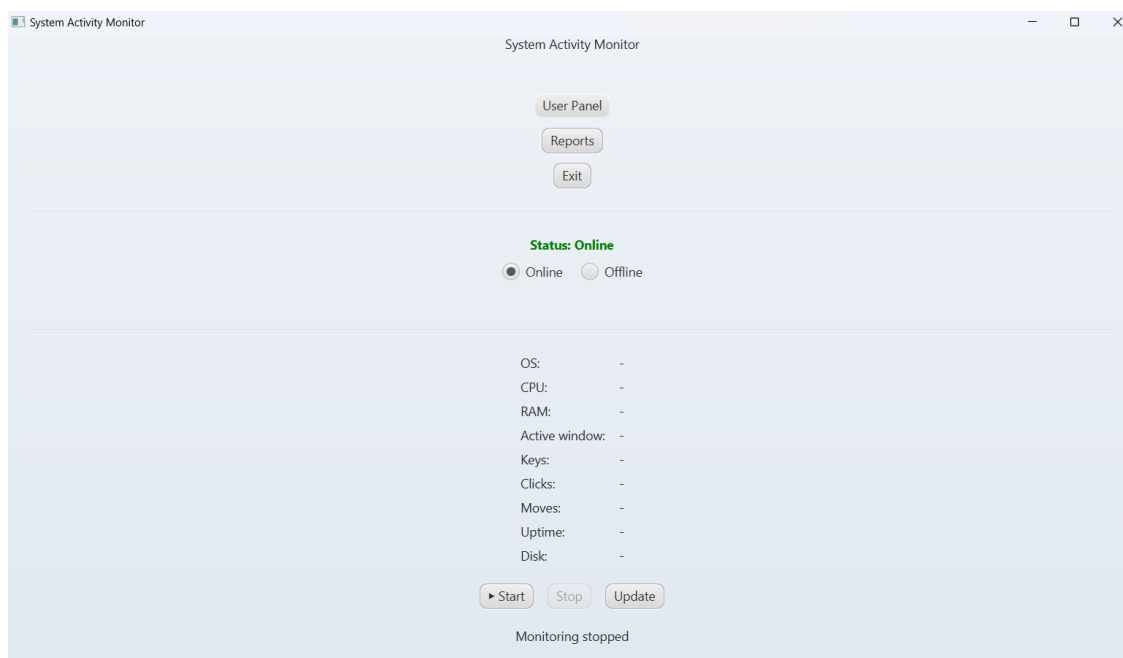 System Activity Monitor
System Activity Monitor
User Panel
Reports
Exit
Status: Online
Online Offline
OS: -
CPU: -
RAM: -
Active window: -
Keys: -
Clicks: -
Moves: -
Uptime: -
Disk: -
▸ Start Stop Update
Monitoring stopped